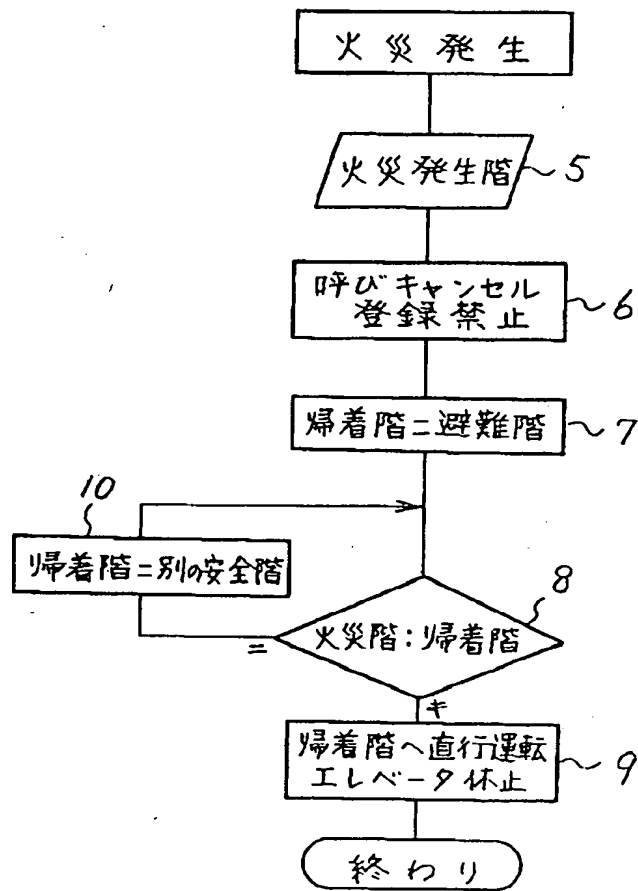 火災発生
火災発生階 5
呼びキャンセル
登録禁止 6
帰着階=避難階 7
10
帰着階=別の安全階
8
火災階:帰着階
=
≠
帰着階へ直行運転
エレベータ休止 9
終わり